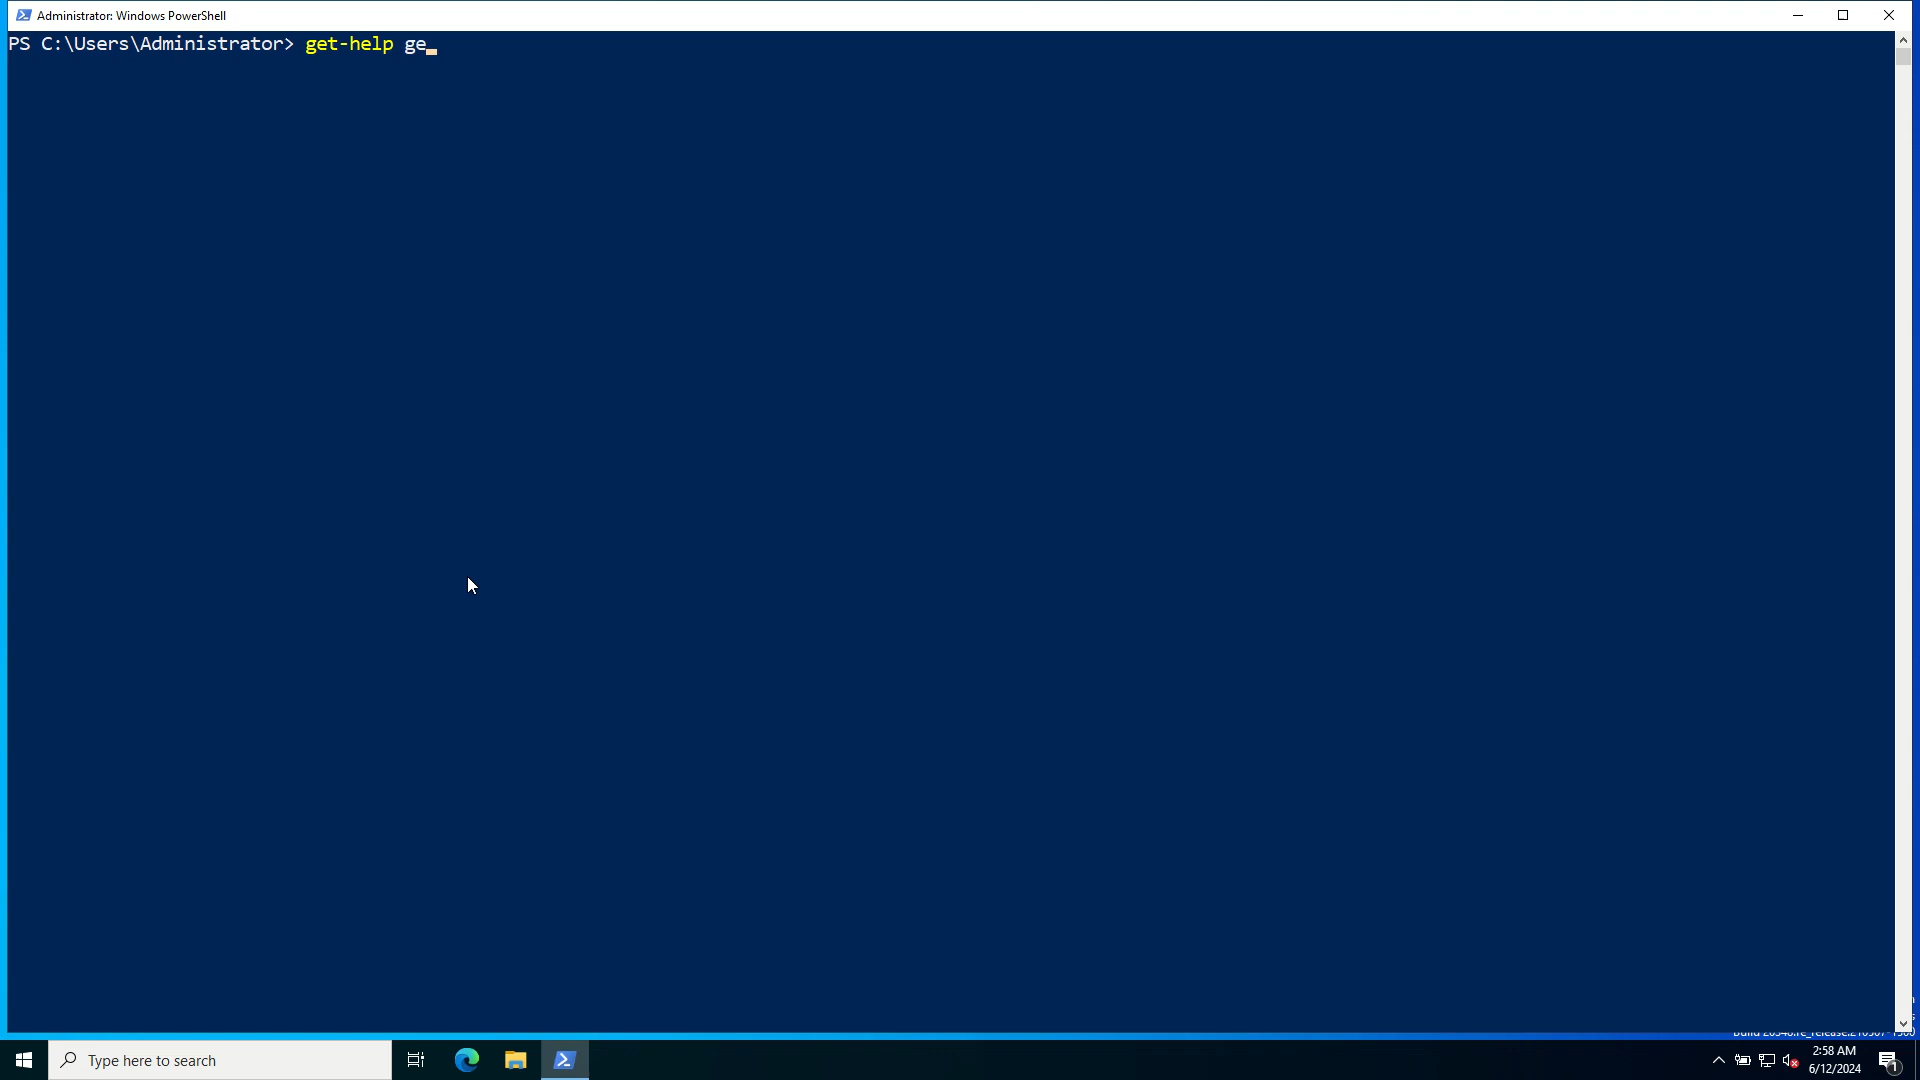 Administrator: Windows PowerShell
PS C:\Users\Administrator> get-help ge
Type here to search
2:58 AM
6/12/2024
1